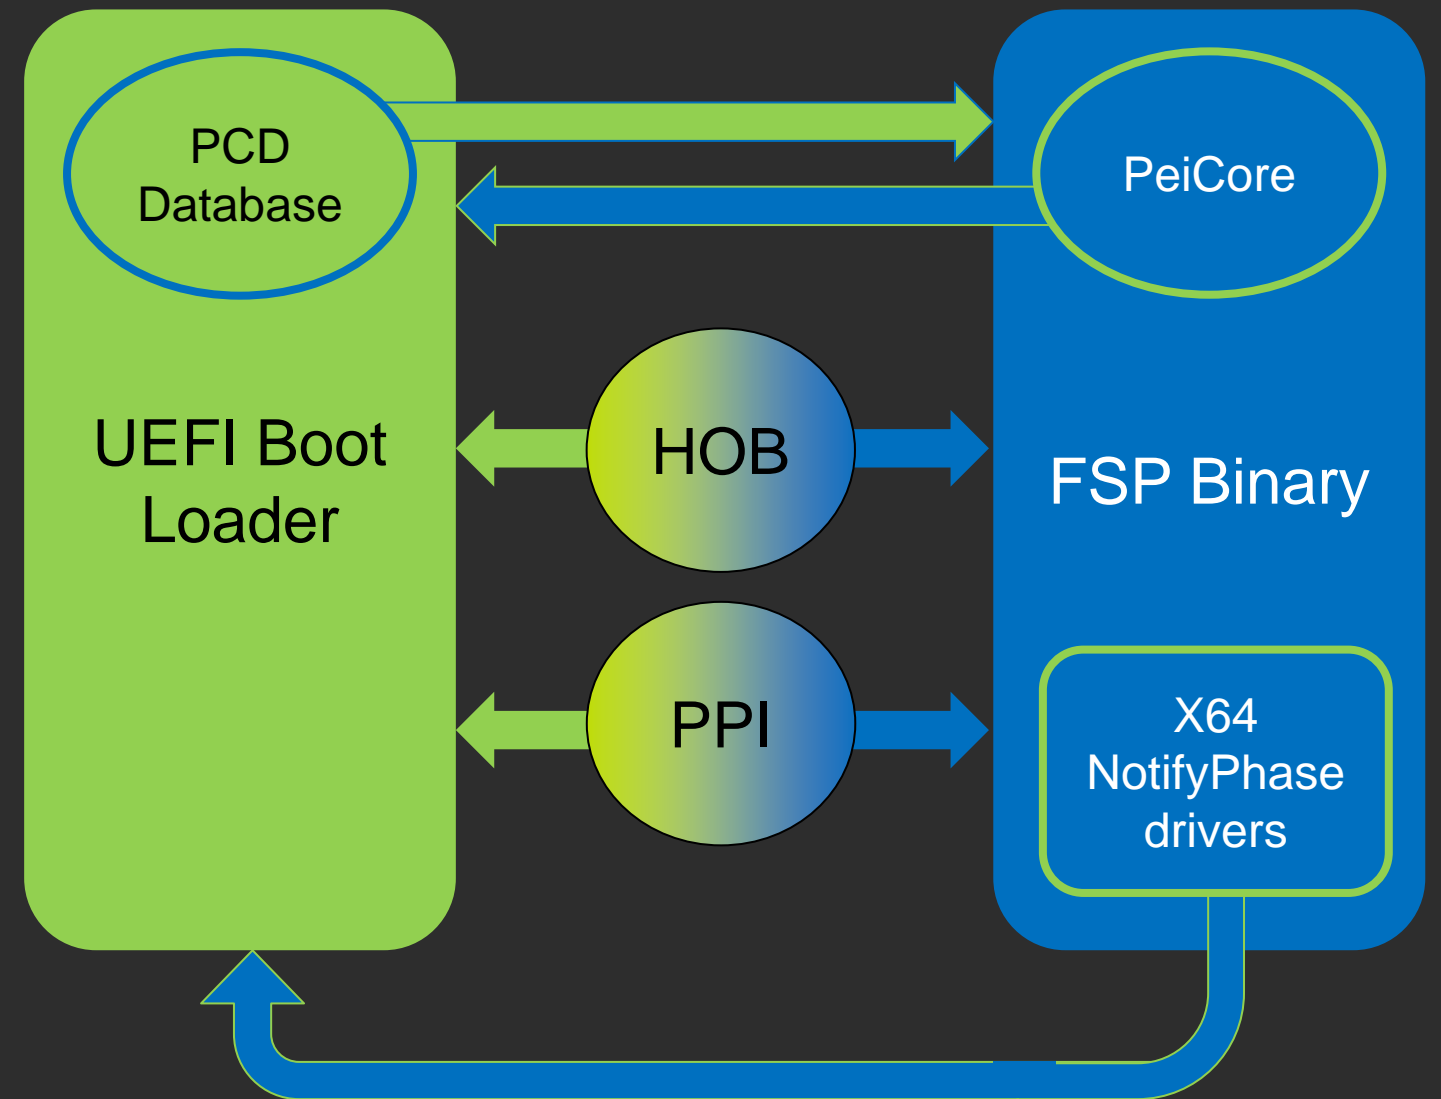 PCD
Database
PeiCore
UEFI Boot
Loader
HOB
FSP Binary
PPI
X64
NotifyPhase
drivers